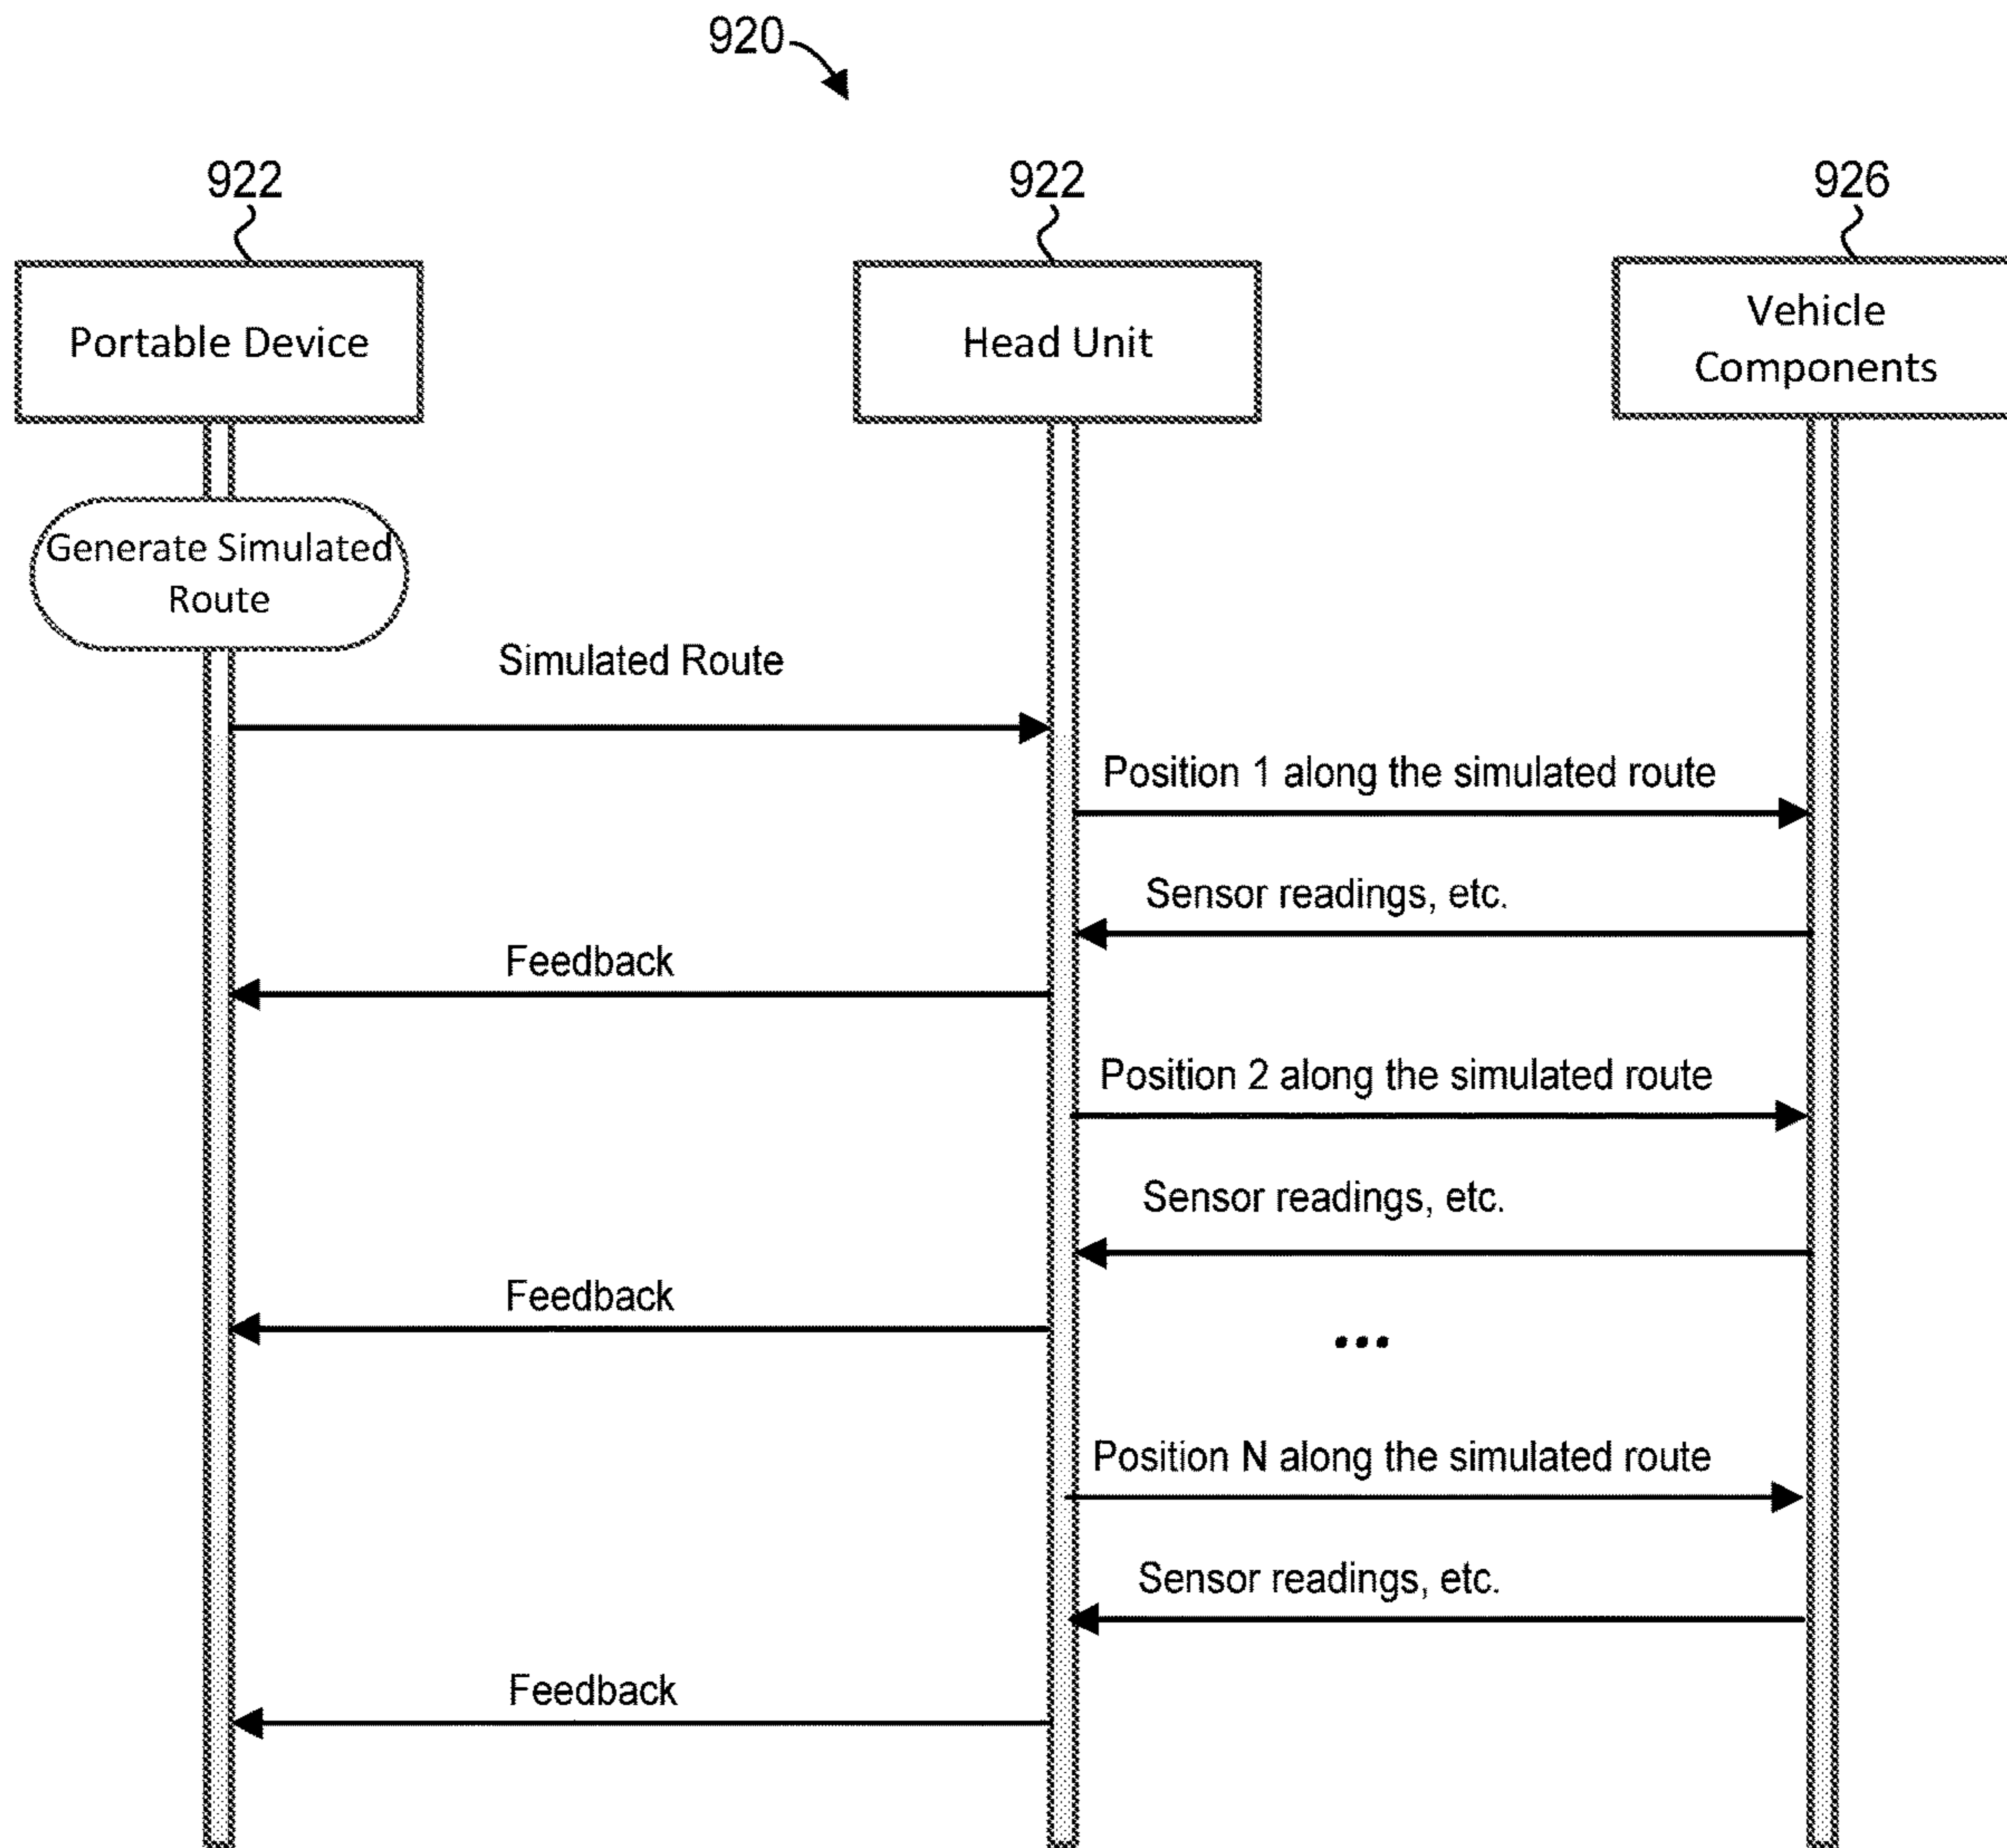 920
922
922
926
Portable Device
Head Unit
Vehicle
Components
Generate Simulated
Route
Simulated Route
Position 1 along the simulated route
Sensor readings, etc.
Feedback
Position 2 along the simulated route
Sensor readings, etc.
Feedback
...
Position N along the simulated route
Sensor readings, etc.
Feedback